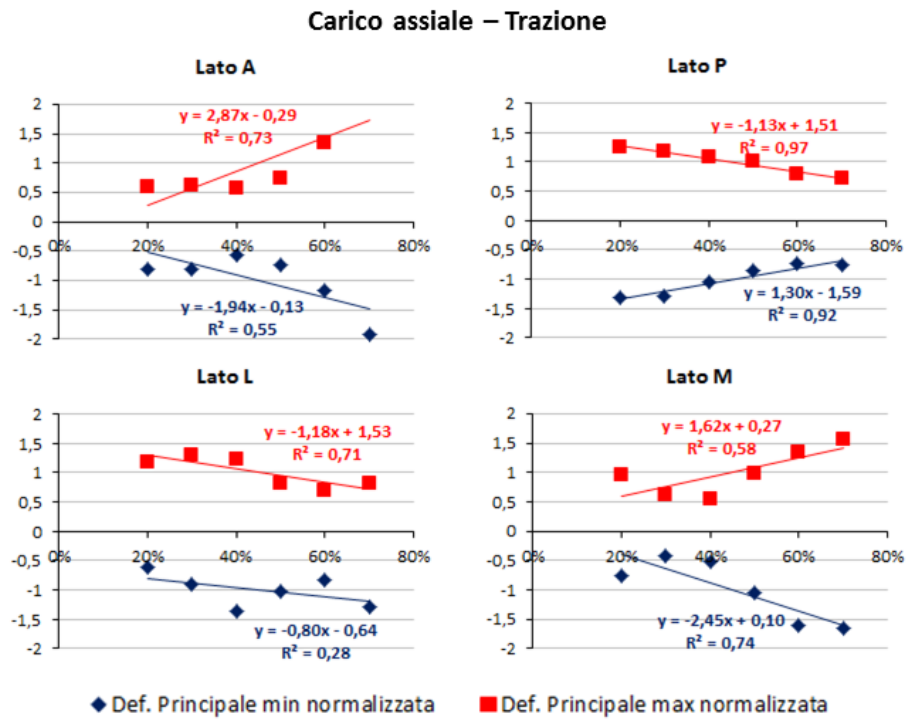 Carico assiale – Trazione
Lato A
2
1,5
1
0,5
0
-0,5
-1
-1,5
-2
0%
20%
40%
60%
80%
y = 2,87x - 0,29
R² = 0,73
y = -1,94x - 0,13
R² = 0,55
Lato P
2
1,5
1
0,5
0
-0,5
-1
-1,5
-2
0%
20%
40%
60%
80%
y = -1,13x + 1,51
R² = 0,97
y = 1,30x - 1,59
R² = 0,92
Lato L
2
1,5
1
0,5
0
-0,5
-1
-1,5
-2
0%
20%
40%
60%
80%
y = -1,18x + 1,53
R² = 0,71
y = -0,80x - 0,64
R² = 0,28
Lato M
2
1,5
1
0,5
0
-0,5
-1
-1,5
-2
0%
20%
40%
60%
80%
y = 1,62x + 0,27
R² = 0,58
y = -2,45x + 0,10
R² = 0,74
Def. Principale min normalizzata
Def. Principale max normalizzata